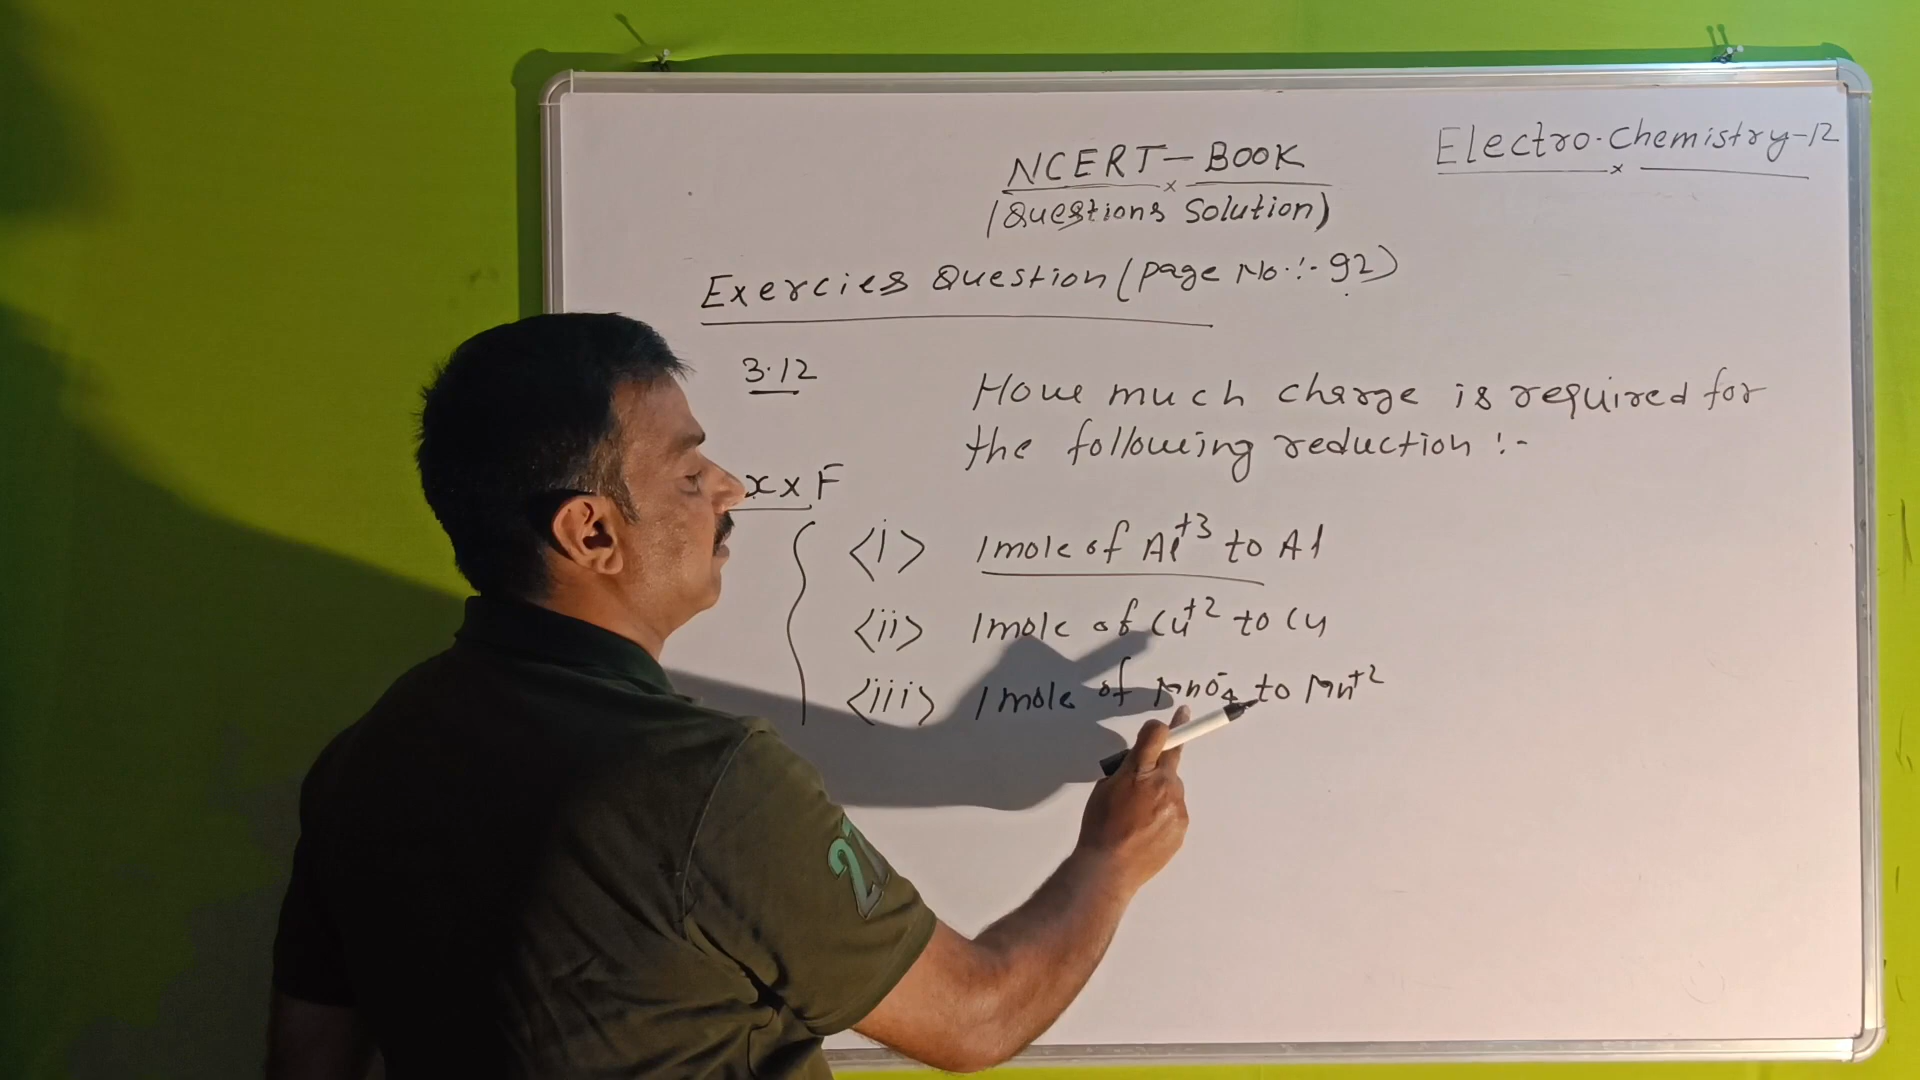 Electro-Chemistry-12
NCERT-BOOK
(Questions Solution)
Exercies Question (page No.:- 92)
3.12
How much charge is required for
the following reduction :-
x x F
<i> 1 mole of Al+3 to Al
<ii> 1 mole of Cu+2 to Cu
<iii> 1 mole of MnO4- to Mn+2